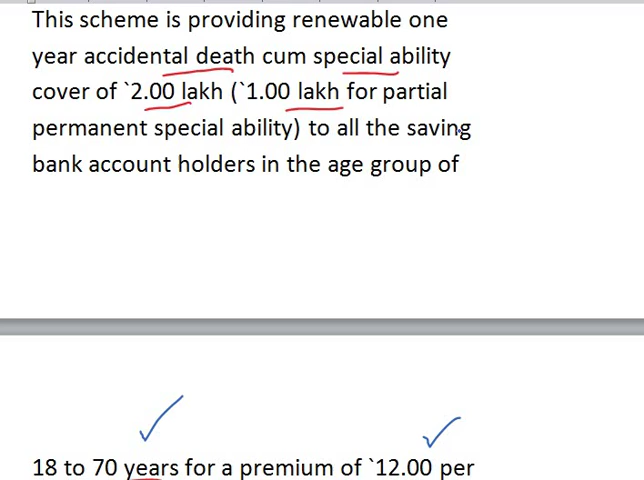 This scheme is providing renewable one
year accidental death cum special ability
cover of `2.00 lakh (`1.00 lakh for partial
permanent special ability) to all the saving
bank account holders in the age group of
18 to 70 years for a premium of `12.00 per